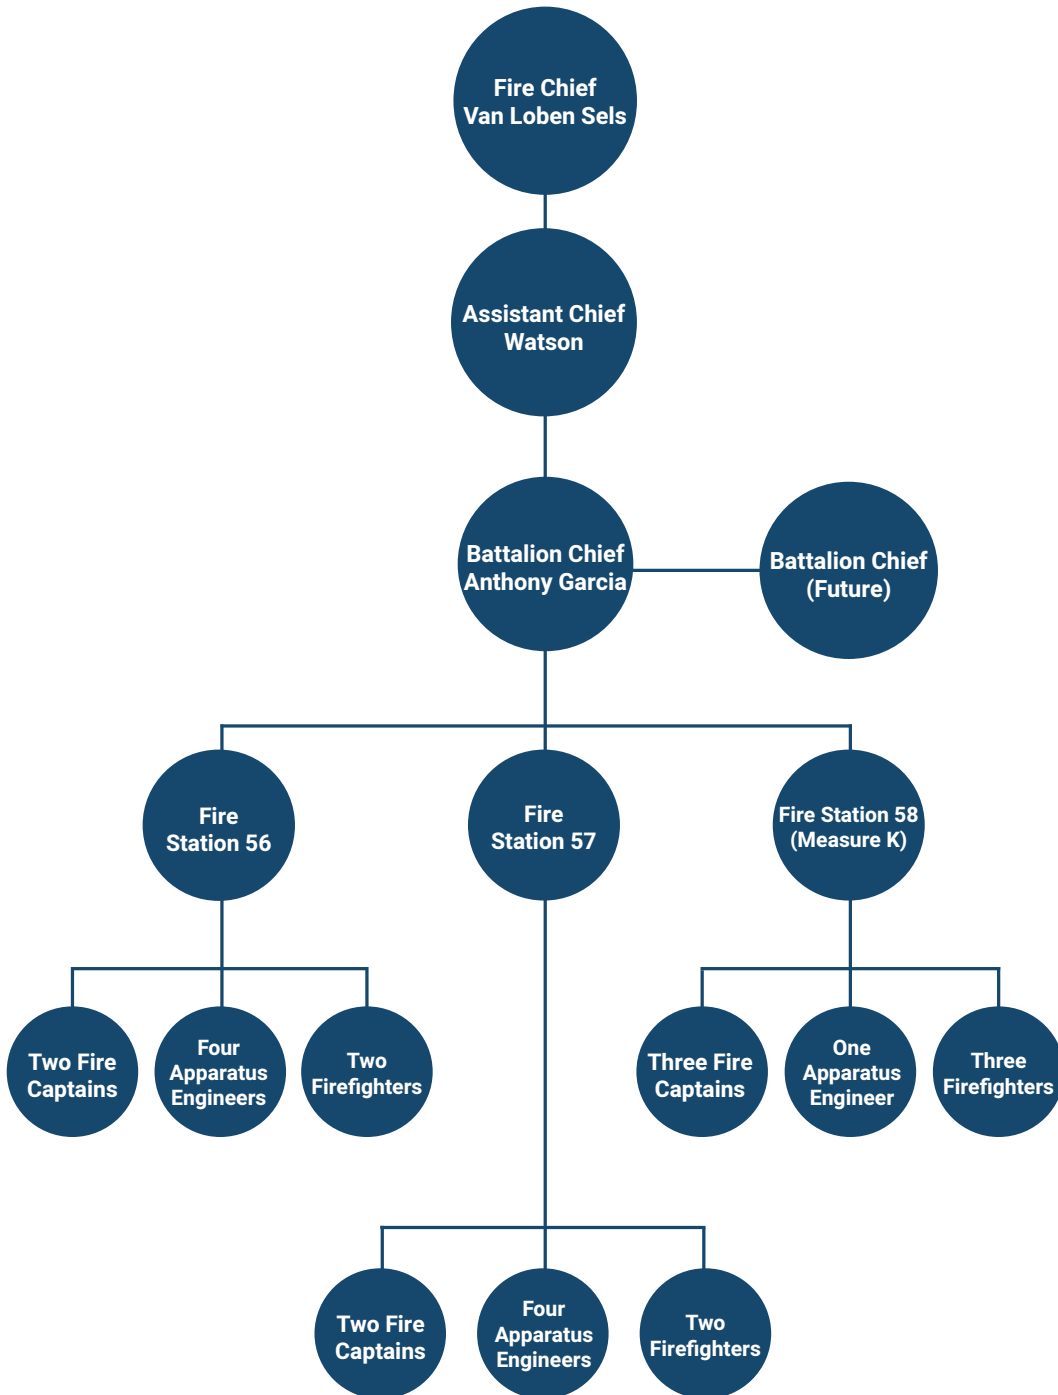 Fire Chief
Van Loben Sels
Assistant Chief
Watson
Battalion Chief
Anthony Garcia
Battalion Chief
(Future)
Fire
Station 56
Fire
Station 57
Fire Station 58
(Measure K)
Two Fire
Captains
Four
Apparatus
Engineers
Two
Firefighters
Three Fire
Captains
One
Apparatus
Engineer
Three
Firefighters
Two Fire
Captains
Four
Apparatus
Engineers
Two
Firefighters